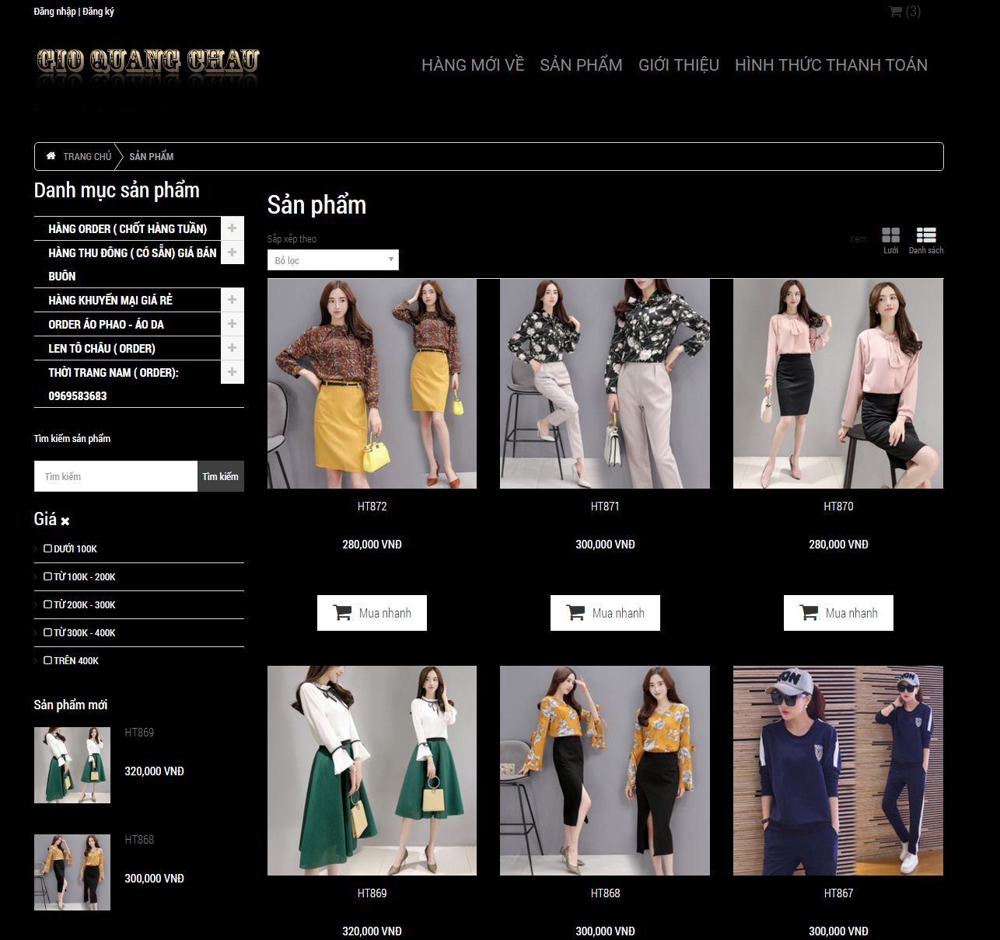 Đăng nhập | Đăng ký
(3)
GIO QUANG CHAU
HÀNG MỚI VỀ SẢN PHẨM GIỚI THIỆU HÌNH THỨC THANH TOÁN
TRANG CHỦ SẢN PHẨM
Danh mục sản phẩm
HÀNG ORDER ( CHỐT HÀNG TUẦN)
HÀNG THU ĐÔNG ( CÓ SẴN) GIÁ BÁN
BUÔN
HÀNG KHUYẾN MẠI GIÁ RẺ
ORDER ÁO PHAO - ÁO DA
LEN TÔ CHÂU ( ORDER)
THỜI TRANG NAM ( ORDER):
0969583683
Tìm kiếm sản phẩm
Tìm kiếm Tìm kiếm
Giá
DƯỚI 100K
TỪ 100K - 200K
TỪ 200K - 300K
TỪ 300K - 400K
TRÊN 400K
Sản phẩm mới
HT869
320,000 VNĐ
HT868
300,000 VNĐ
Sản phẩm
Sắp xếp theo
Bỏ lọc
Xem:
Lưới Danh sách
HT872 HT871 HT870
280,000 VNĐ 300,000 VNĐ 280,000 VNĐ
Mua nhanh Mua nhanh Mua nhanh
HT869 HT868 HT867
320,000 VNĐ 300,000 VNĐ 300,000 VNĐ